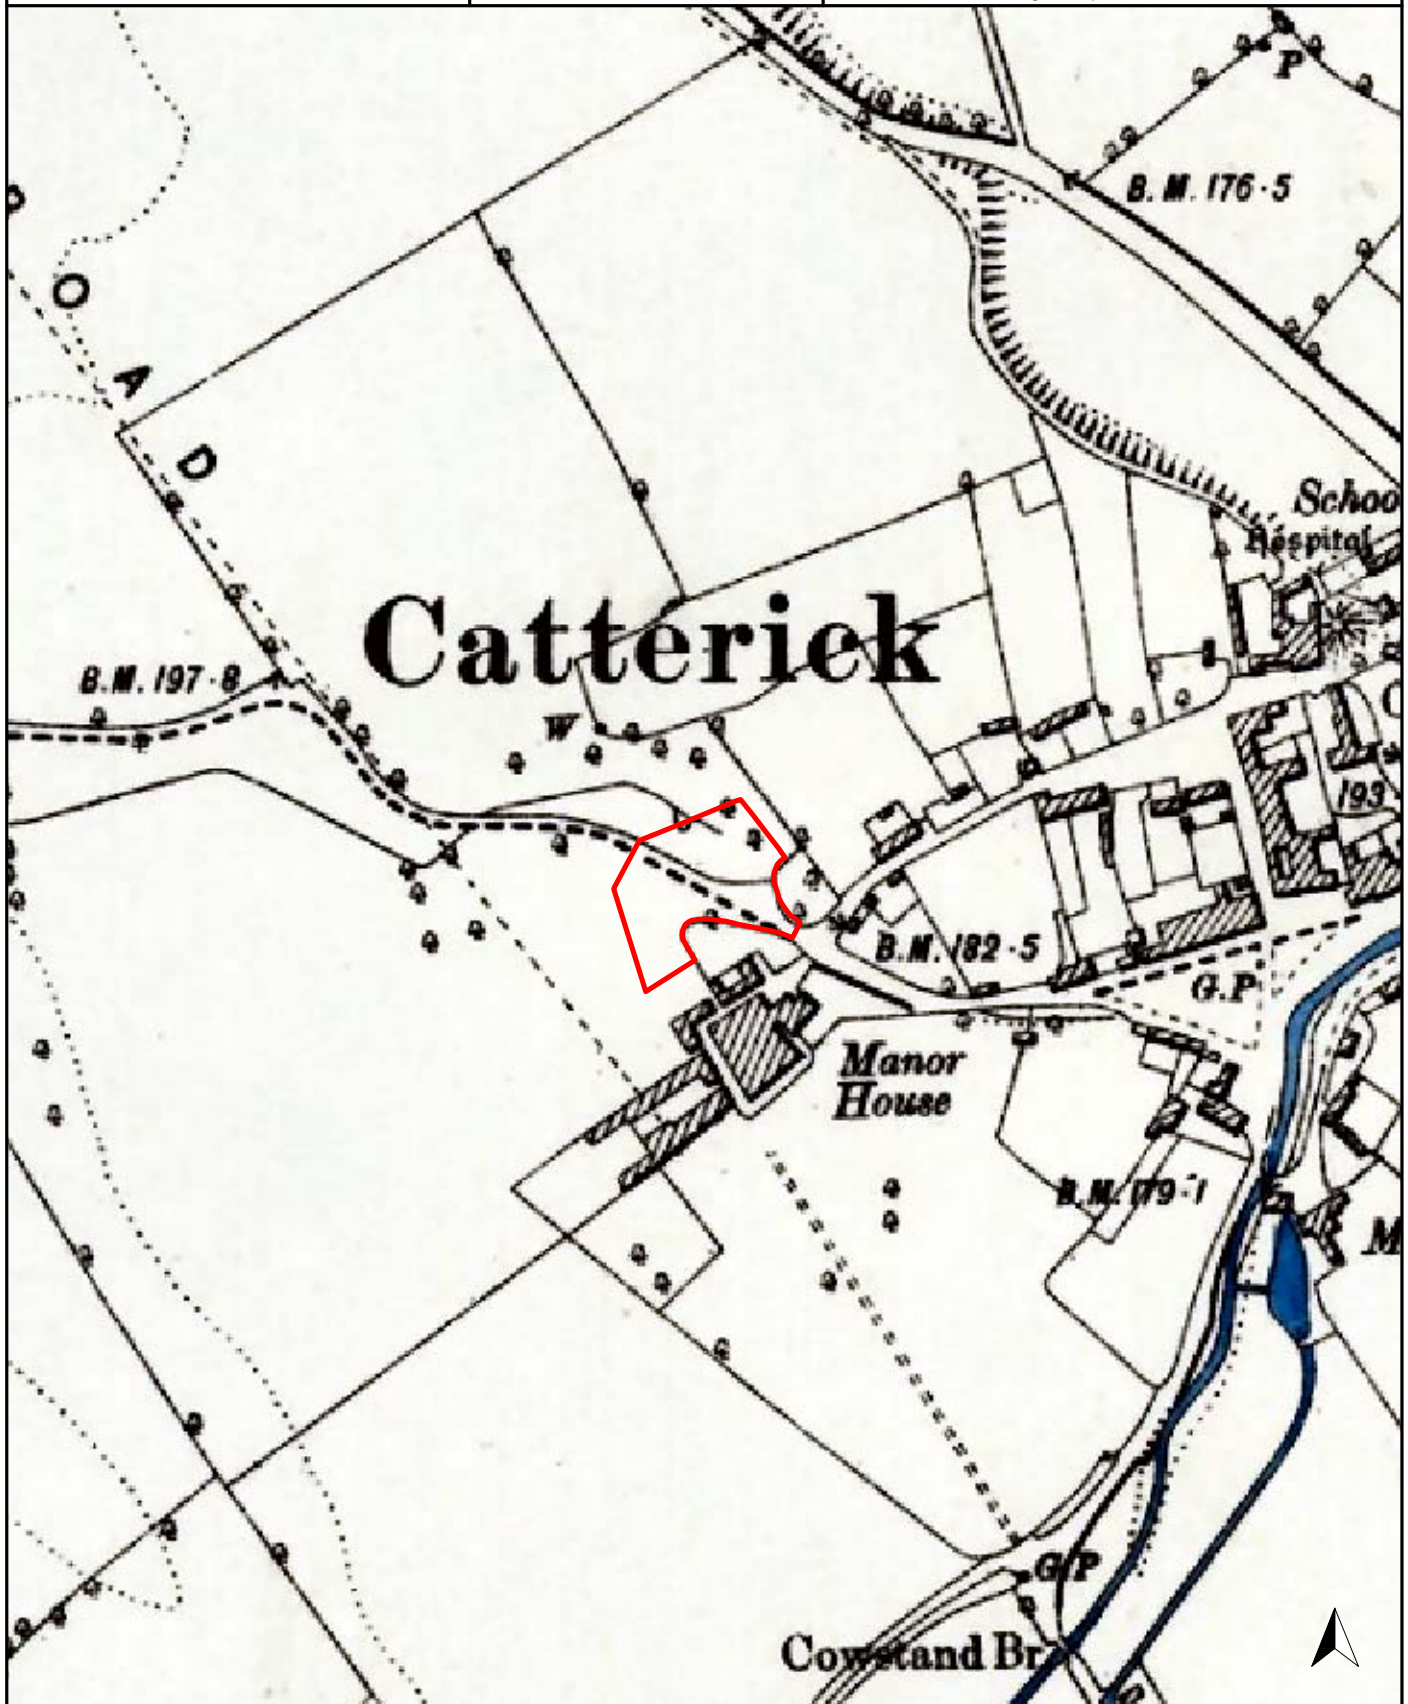 P
B. M. 176·5
R
O
A
D
School
Hospital
Catterick
B.M. 197·8
W
193
B.M. 182·5
G.P
Manor
House
B.M. 179·1
M
G.P
Cowstand Br.